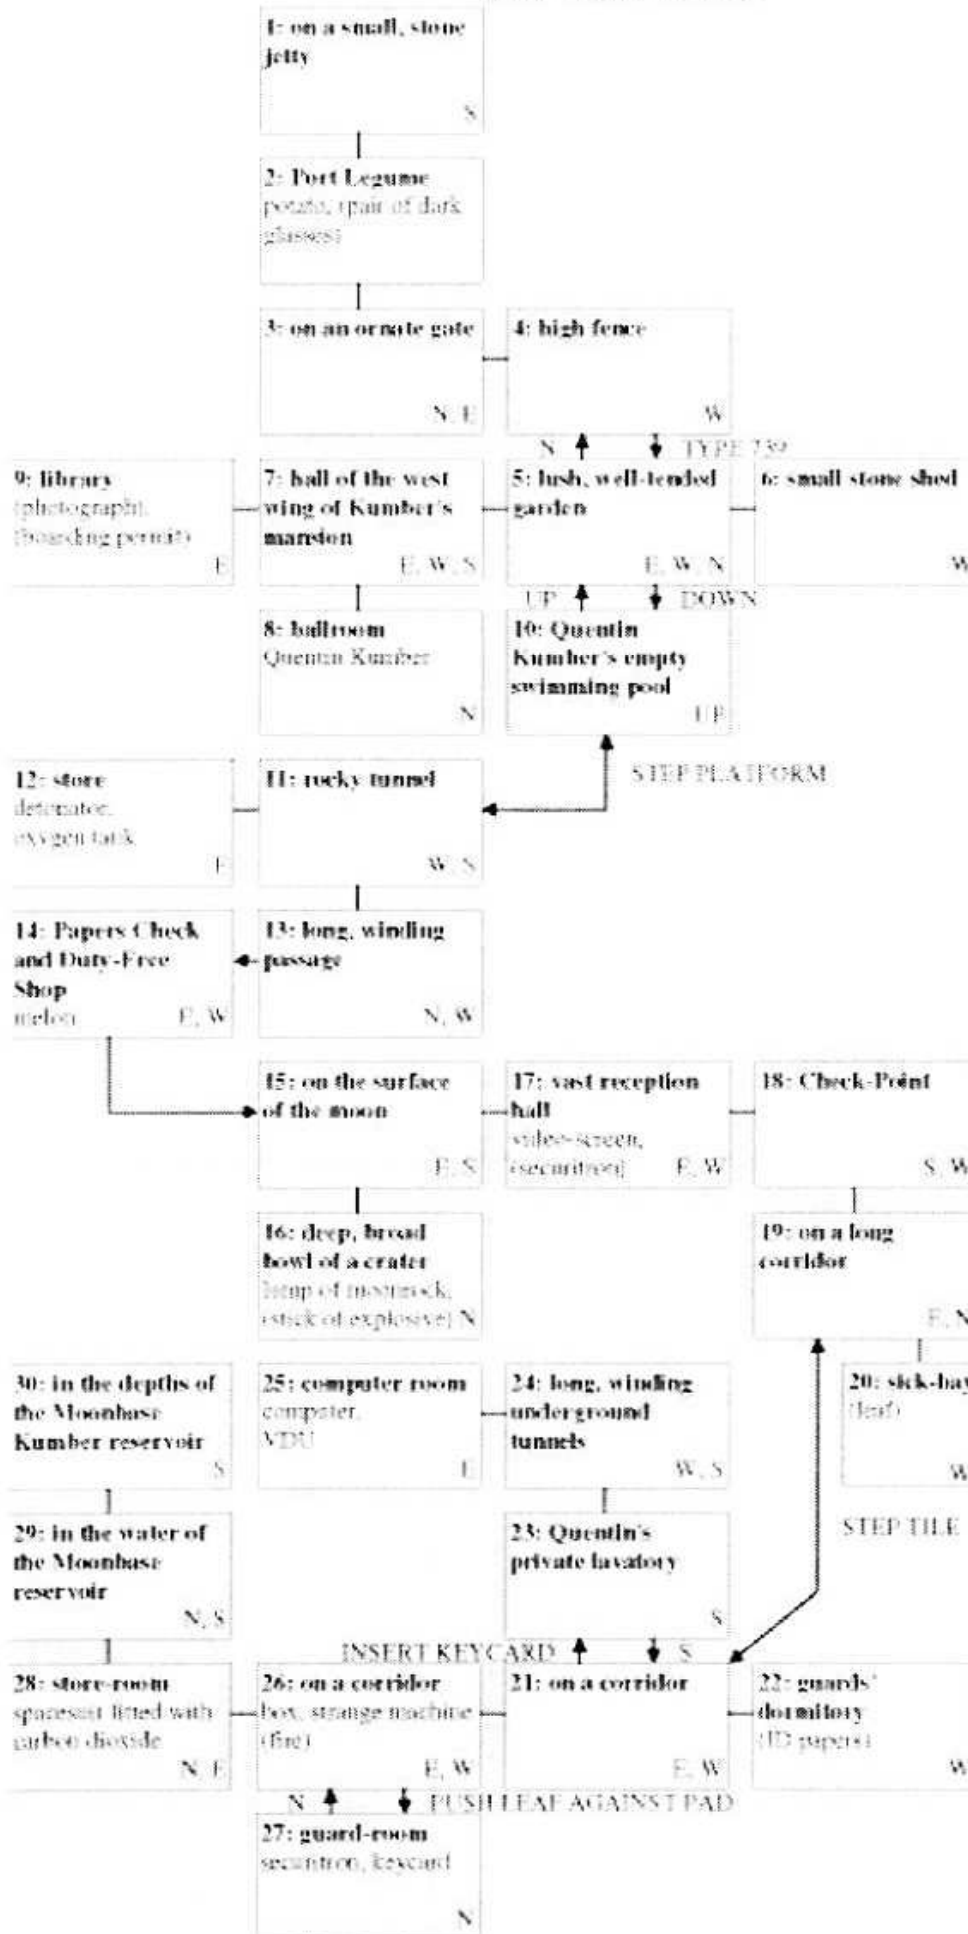 1: on a small, stone
jetty
S
2: Port Legume
potato, (pair of dark
glasses)
3: on an ornate gate
N, E
4: high fence
W
N
TYPE 739
9: library
(photograph),
(boarding permit)
E
7: hall of the west
wing of Kumber's
mansion
E, W, S
5: lush, well-tended
garden
E, W, N
6: small stone shed
W
UP
DOWN
8: ballroom
Quentin Kumber
N
10: Quentin
Kumber's empty
swimming pool
UP
STEP PLATFORM
12: store
detonator,
oxygen tank
E
11: rocky tunnel
W, S
14: Papers Check
and Duty-Free
Shop
melon
E, W
13: long, winding
passage
N, W
15: on the surface
of the moon
E, S
17: vast reception
hall
video-screen,
(securitron)
E, W
18: Check-Point
S, W
16: deep, broad
bowl of a crater
lump of moonrock,
(stick of explosive) N
19: on a long
corridor
E, N
30: in the depths of
the Moonbase
Kumber reservoir
S
25: computer room
computer,
VDU
E
24: long, winding
underground
tunnels
W, S
20: sick-bay
(leaf)
W
STEP TILE
29: in the water of
the Moonbase
reservoir
N, S
23: Quentin's
private lavatory
S
INSERT KEYCARD
S
28: store-room
spacesuit fitted with
carbon dioxide
N, E
26: on a corridor
box, strange machine
(fire)
E, W
21: on a corridor
E, W
22: guards'
dormitory
(ID papers)
W
N
PUSH LEAF AGAINST PAD
27: guard-room
securitron, keycard
N